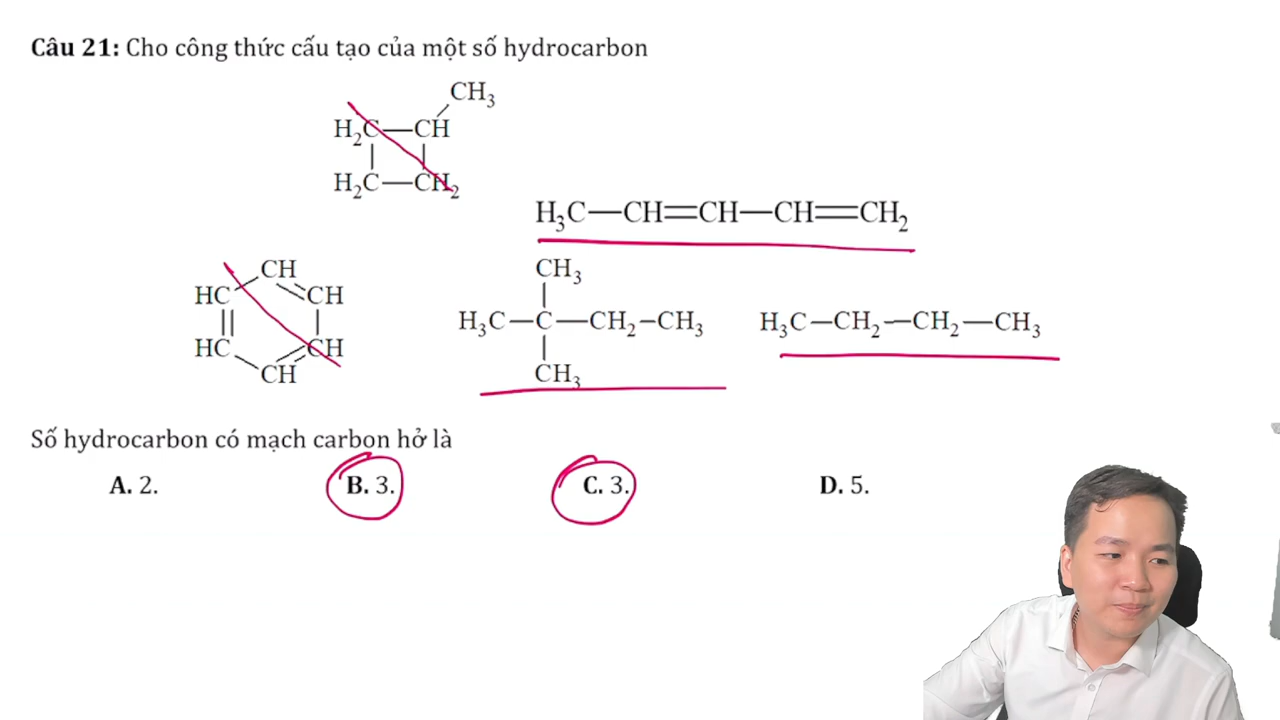 Câu 21: Cho công thức cấu tạo của một số hydrocarbon
CH₃
H₂C—CH
H₂C—CH₂
H₃C—CH=CH—CH=CH₂
CH
HC CH
HC CH
CH
CH₃
H₃C—C—CH₂—CH₃
CH₃
H₃C—CH₂—CH₂—CH₃
Số hydrocarbon có mạch carbon hở là
A. 2. B. 3. C. 3. D. 5.